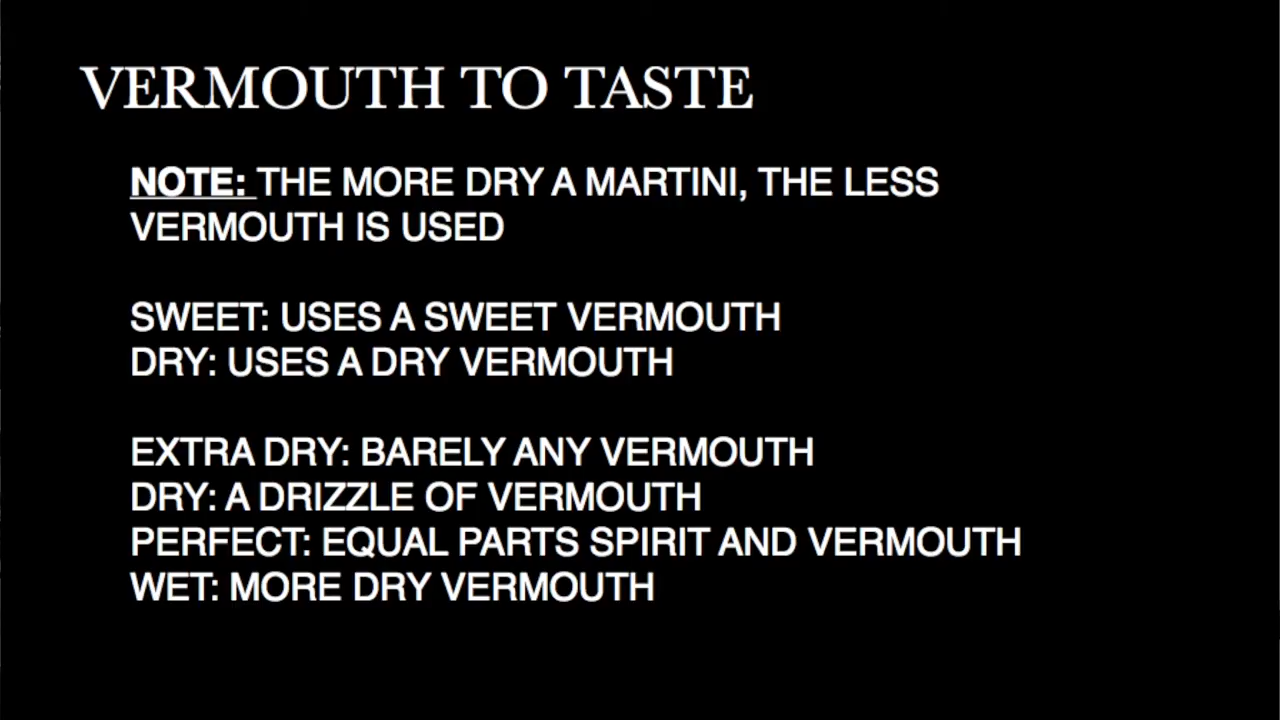 VERMOUTH TO TASTE
NOTE: THE MORE DRY A MARTINI, THE LESS
VERMOUTH IS USED
SWEET: USES A SWEET VERMOUTH
DRY: USES A DRY VERMOUTH
EXTRA DRY: BARELY ANY VERMOUTH
DRY: A DRIZZLE OF VERMOUTH
PERFECT: EQUAL PARTS SPIRIT AND VERMOUTH
WET: MORE DRY VERMOUTH